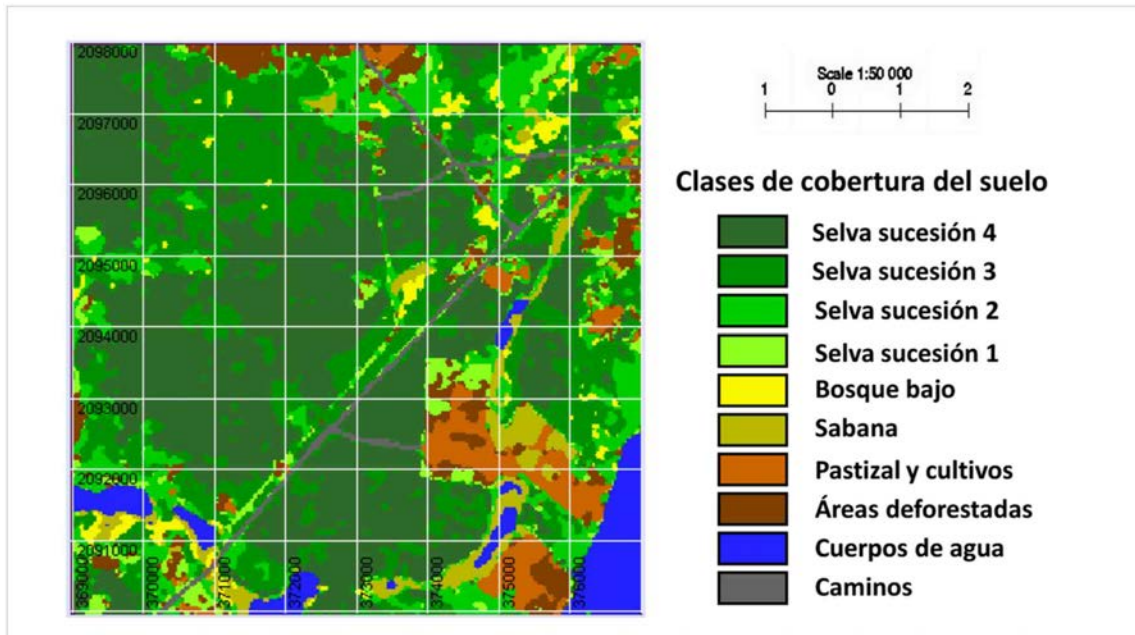 2098000
2097000
2096000
2095000
2094000
2093000
2092000
2091000
369000
370000
371000
372000
373000
374000
375000
376000
Scale 1:50 000
1 0 1 2
Clases de cobertura del suelo
Selva sucesión 4
Selva sucesión 3
Selva sucesión 2
Selva sucesión 1
Bosque bajo
Sabana
Pastizal y cultivos
Áreas deforestadas
Cuerpos de agua
Caminos